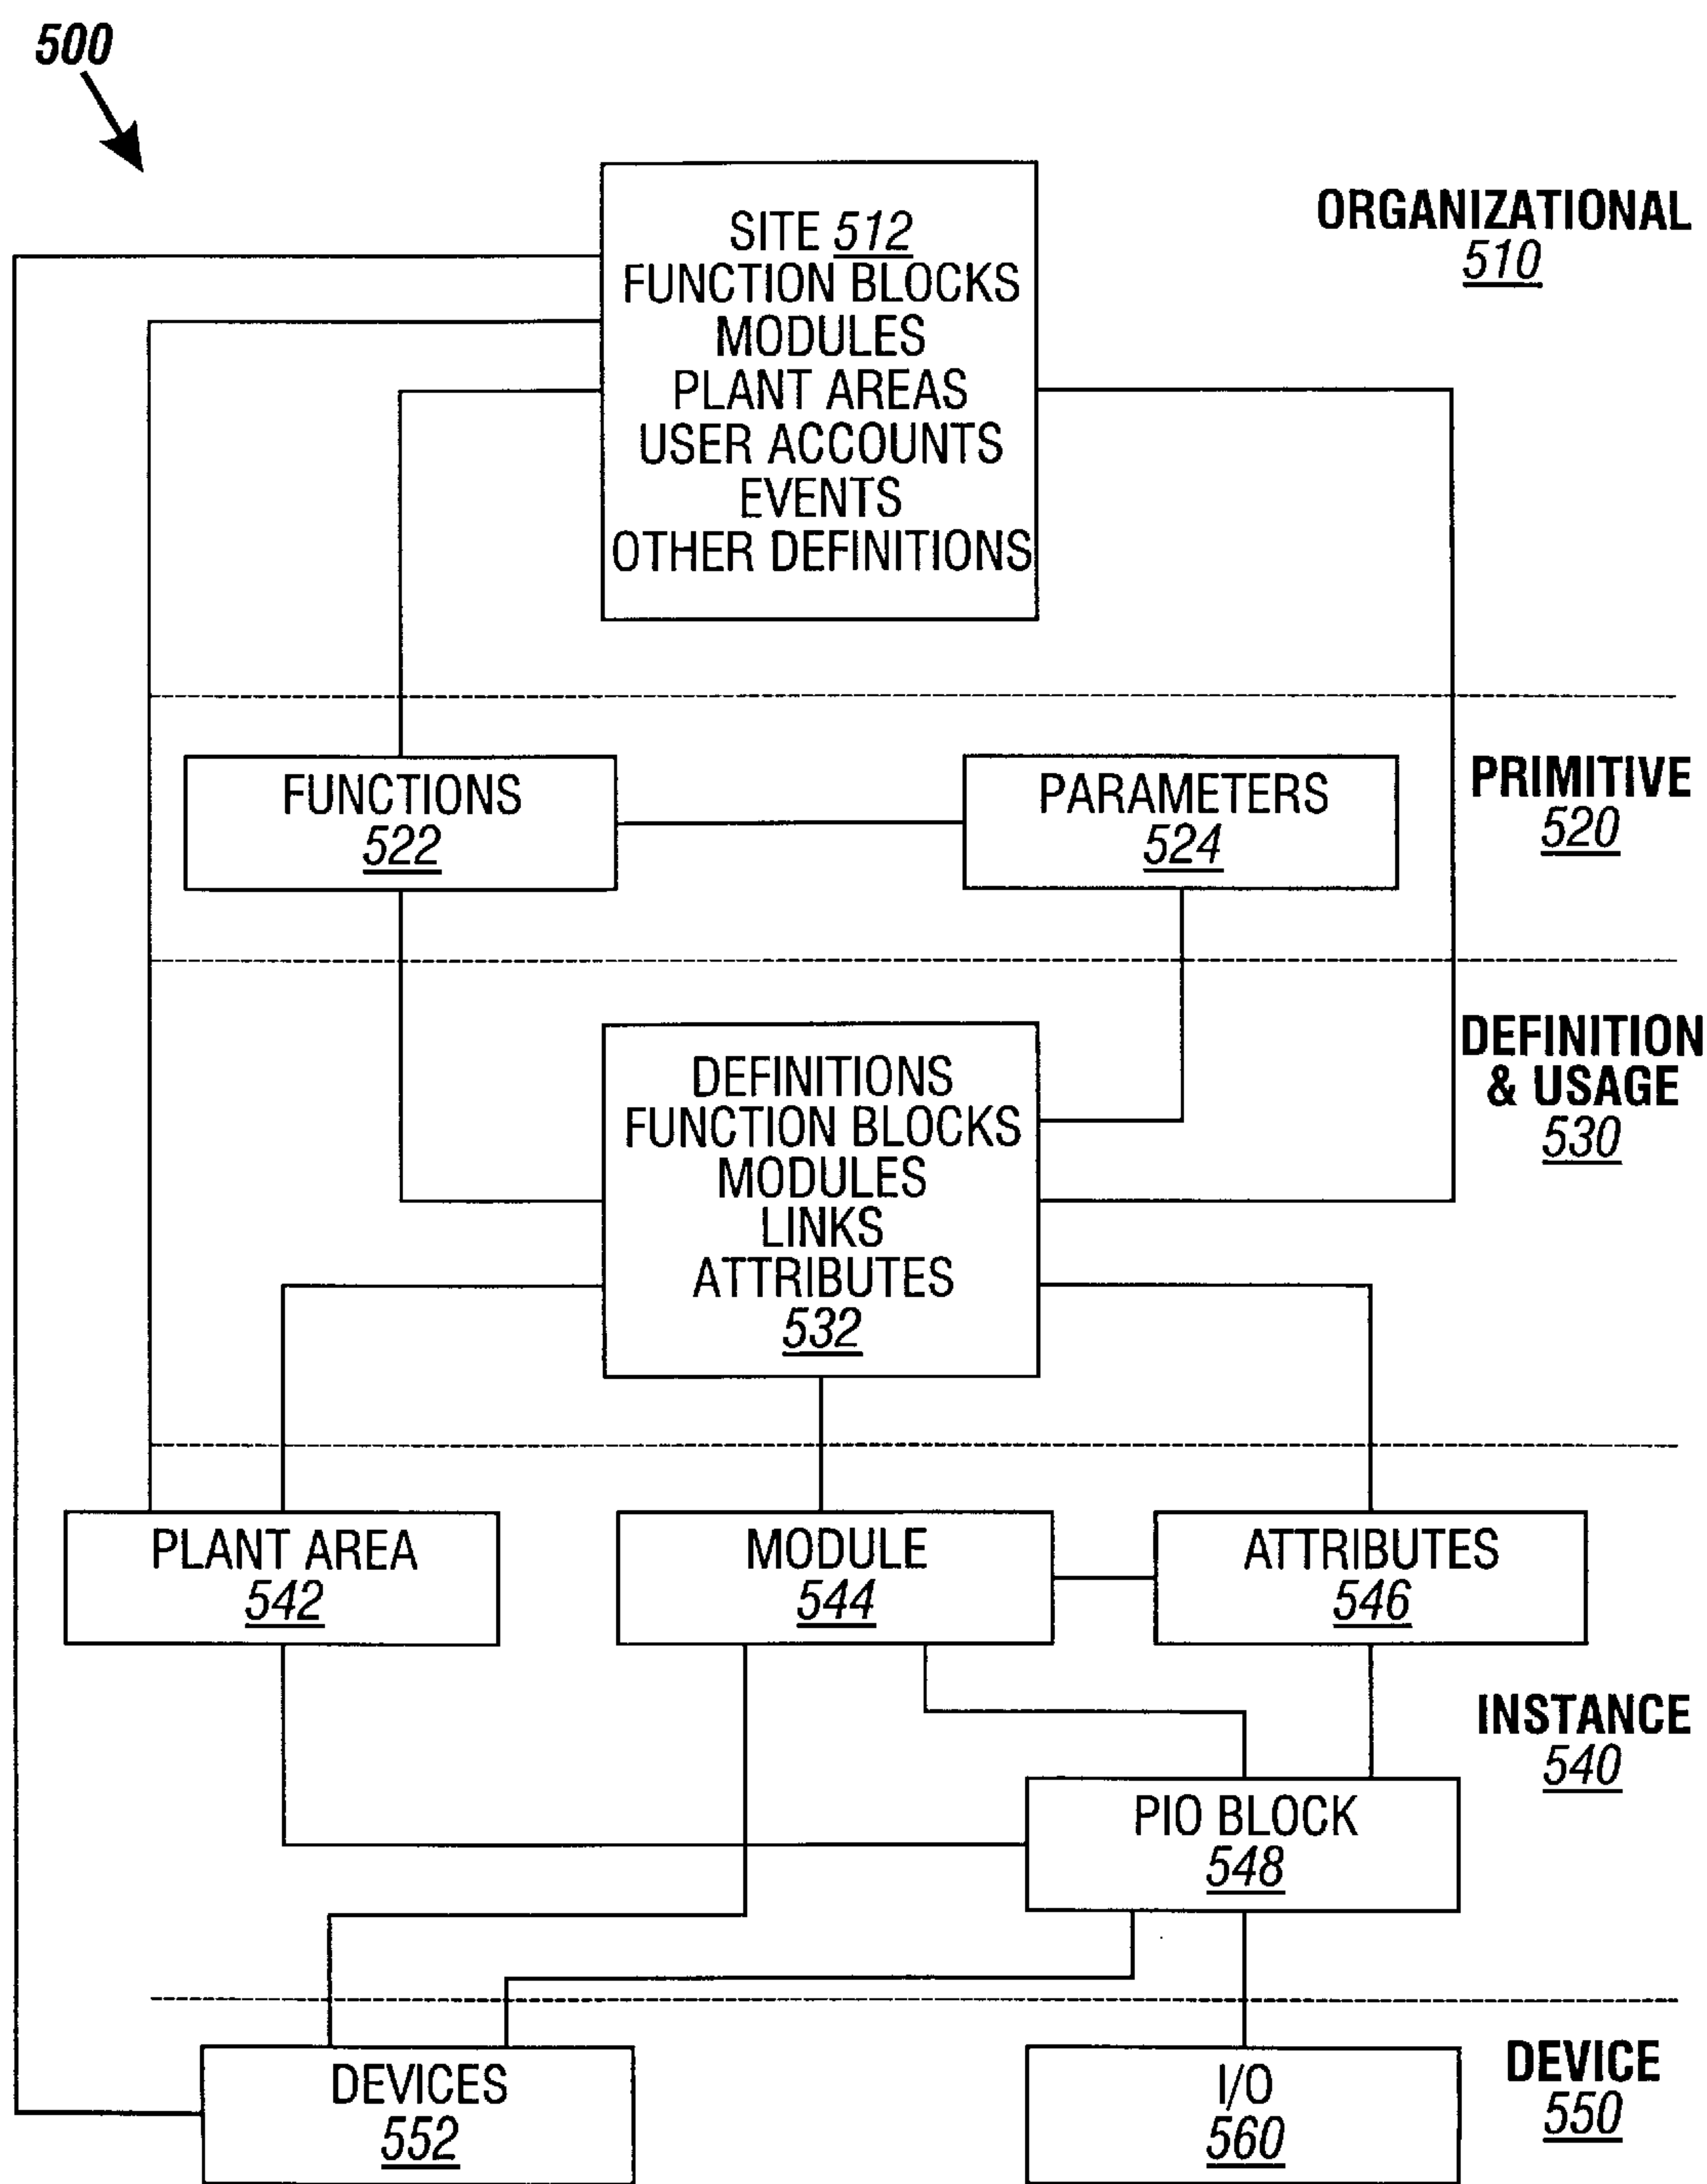 500
SITE 512
FUNCTION BLOCKS
MODULES
PLANT AREAS
USER ACCOUNTS
EVENTS
OTHER DEFINITIONS
ORGANIZATIONAL
510
FUNCTIONS
522
PARAMETERS
524
PRIMITIVE
520
DEFINITIONS
FUNCTION BLOCKS
MODULES
LINKS
ATTRIBUTES
532
DEFINITION
& USAGE
530
PLANT AREA
542
MODULE
544
ATTRIBUTES
546
INSTANCE
540
PIO BLOCK
548
DEVICES
552
I/O
560
DEVICE
550